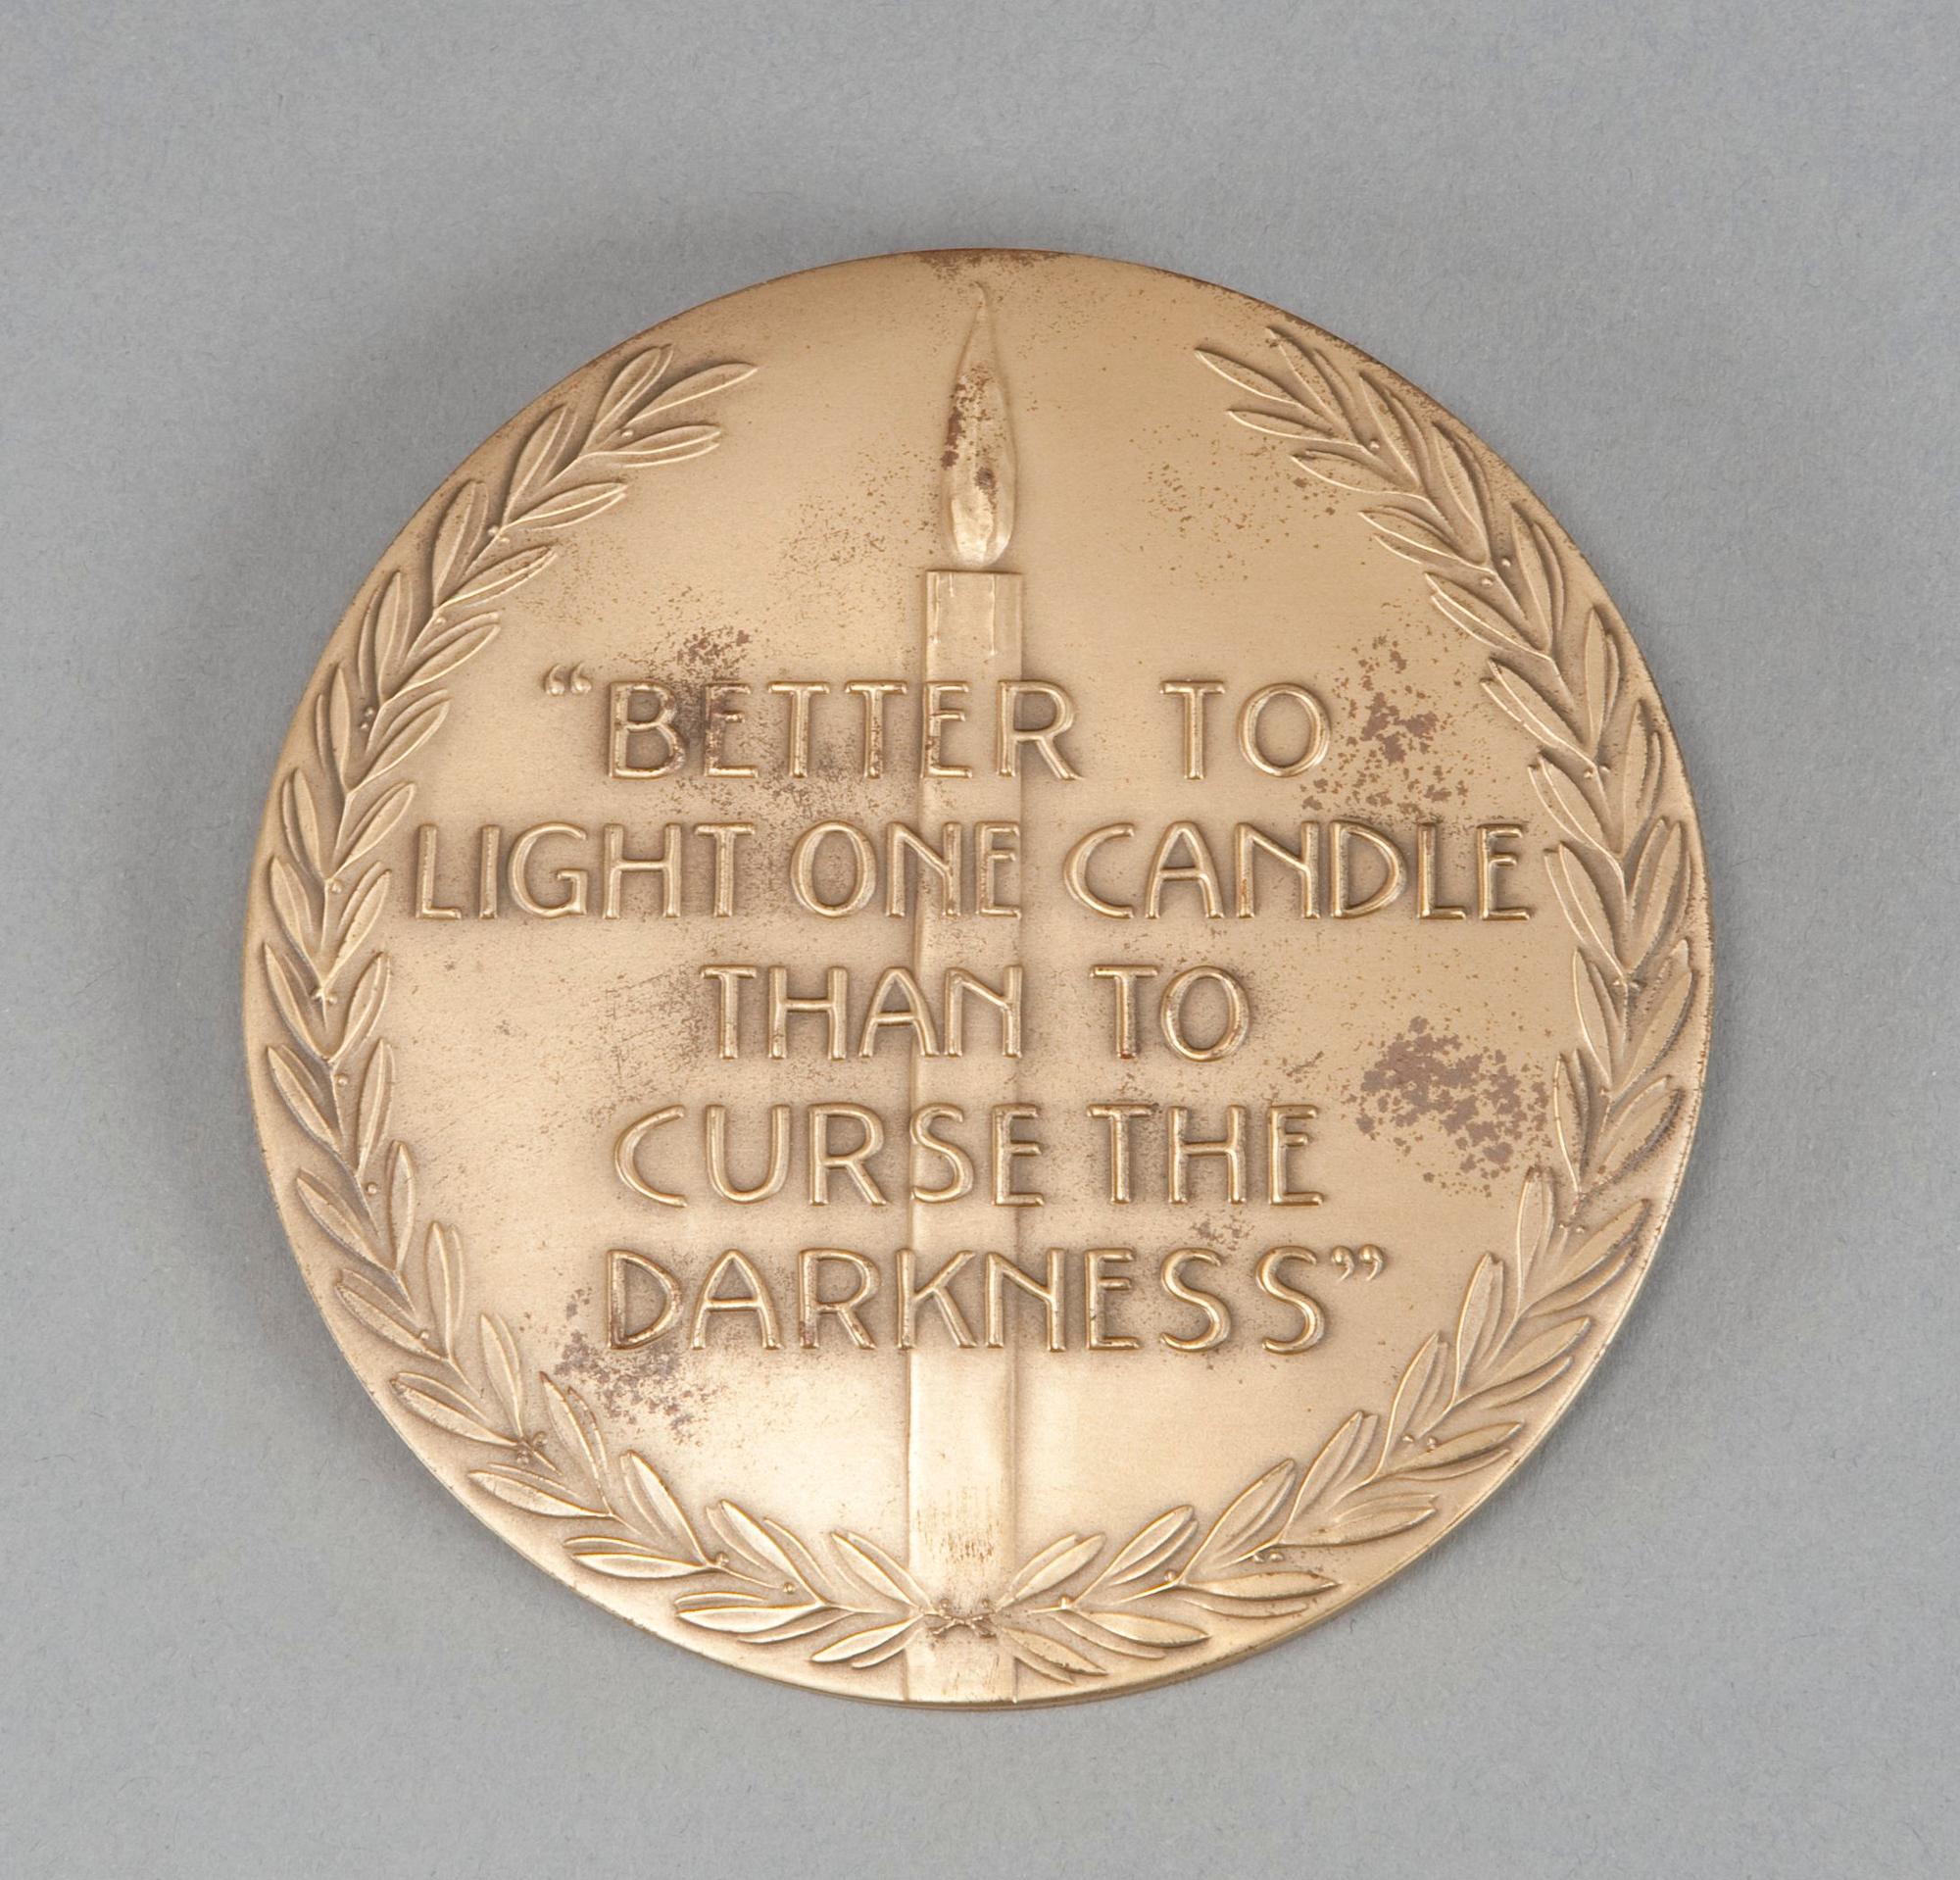 “BETTER TO
LIGHT ONE CANDLE
THAN TO
CURSE THE
DARKNESS”